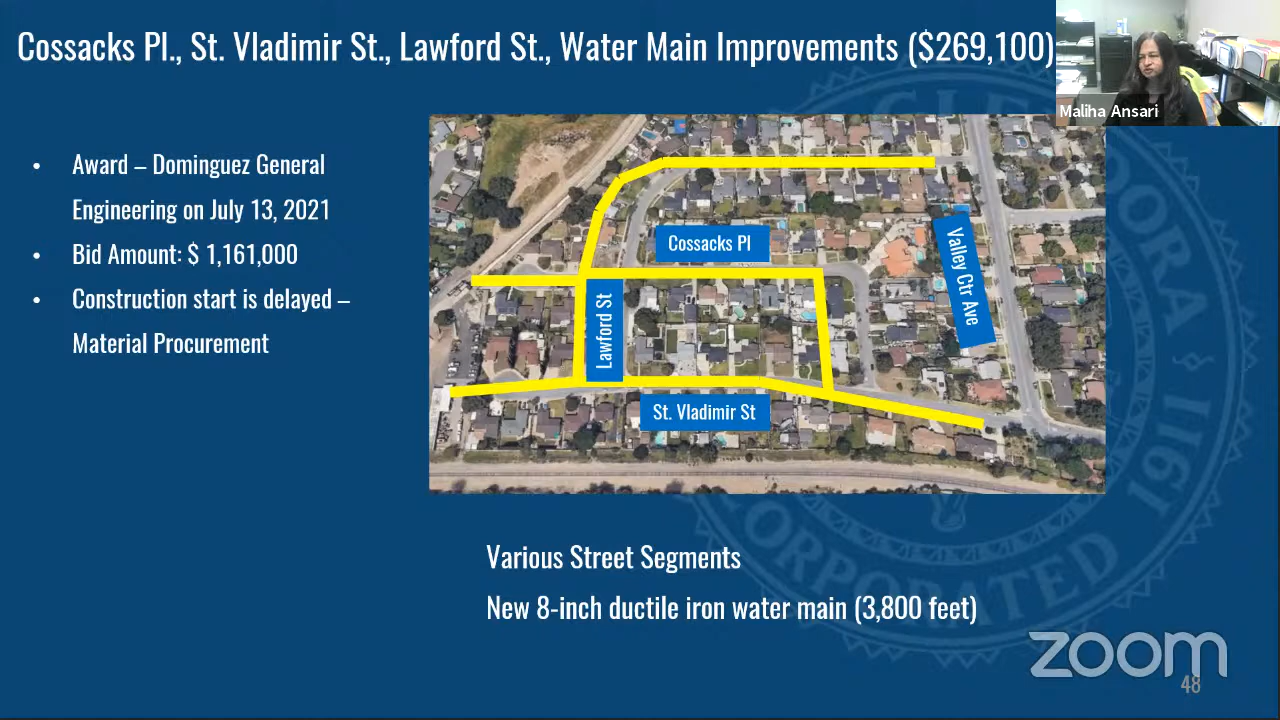 Cossacks Pl., St. Vladimir St., Lawford St., Water Main Improvements ($269,100)
Maliha Ansari
• Award – Dominguez General
Engineering on July 13, 2021
• Bid Amount: $ 1,161,000
• Construction start is delayed –
Material Procurement
Cossacks Pl
Valley Ctr Ave
Lawford St
St. Vladimir St
Various Street Segments
New 8-inch ductile iron water main (3,800 feet)
zoom
48